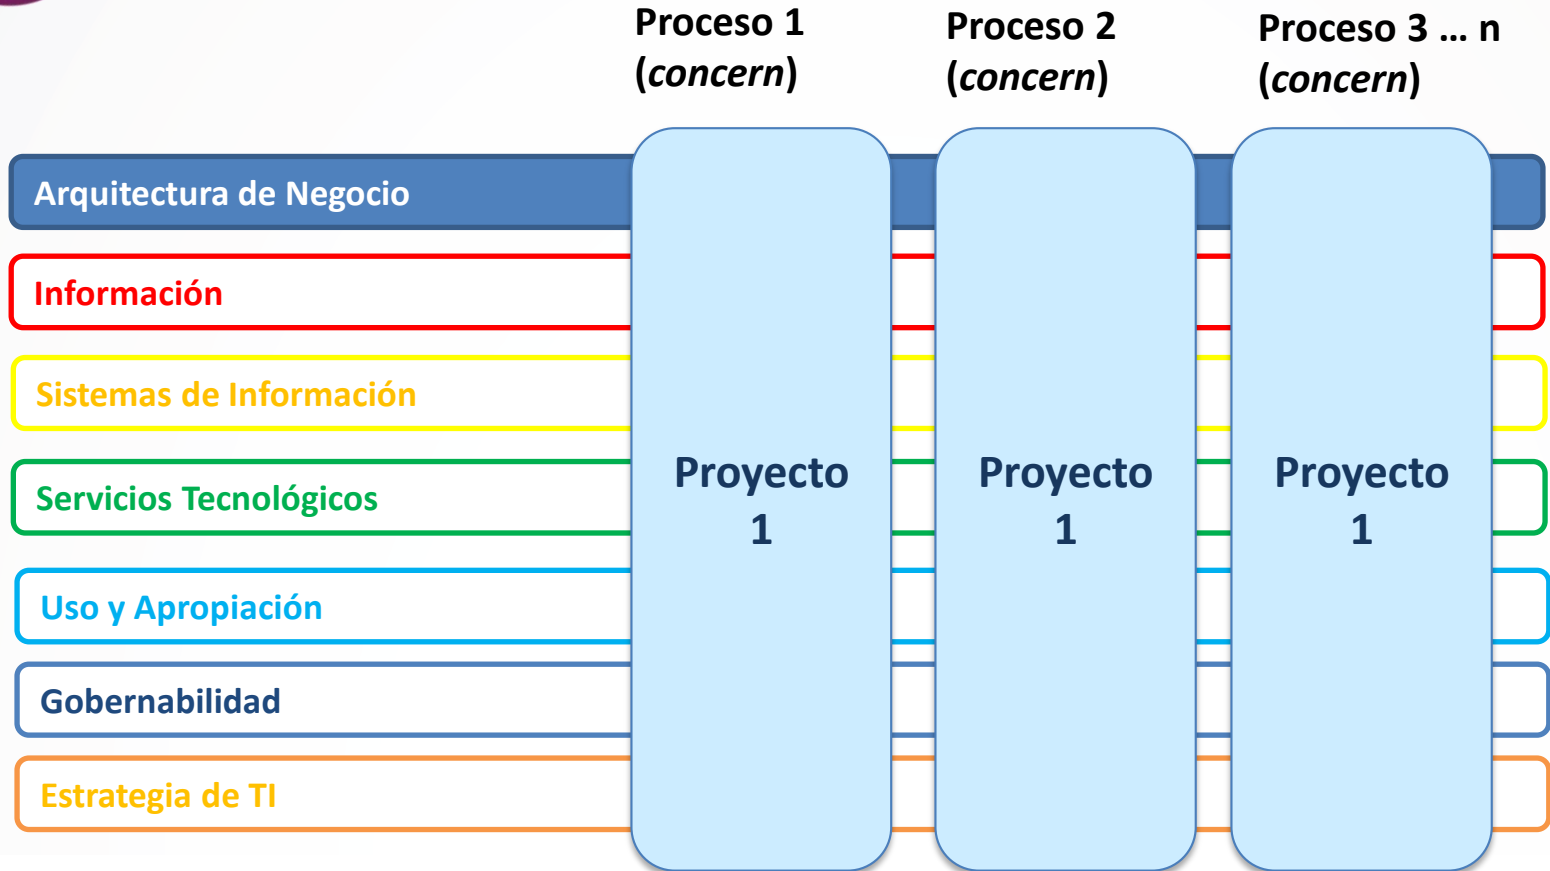 Proceso 1
(concern)
Proceso 2
(concern)
Proceso 3 ... n
(concern)
Arquitectura de Negocio
Información
Sistemas de Información
Servicios Tecnológicos
Uso y Apropiación
Gobernabilidad
Estrategia de TI
Proyecto
1
Proyecto
1
Proyecto
1